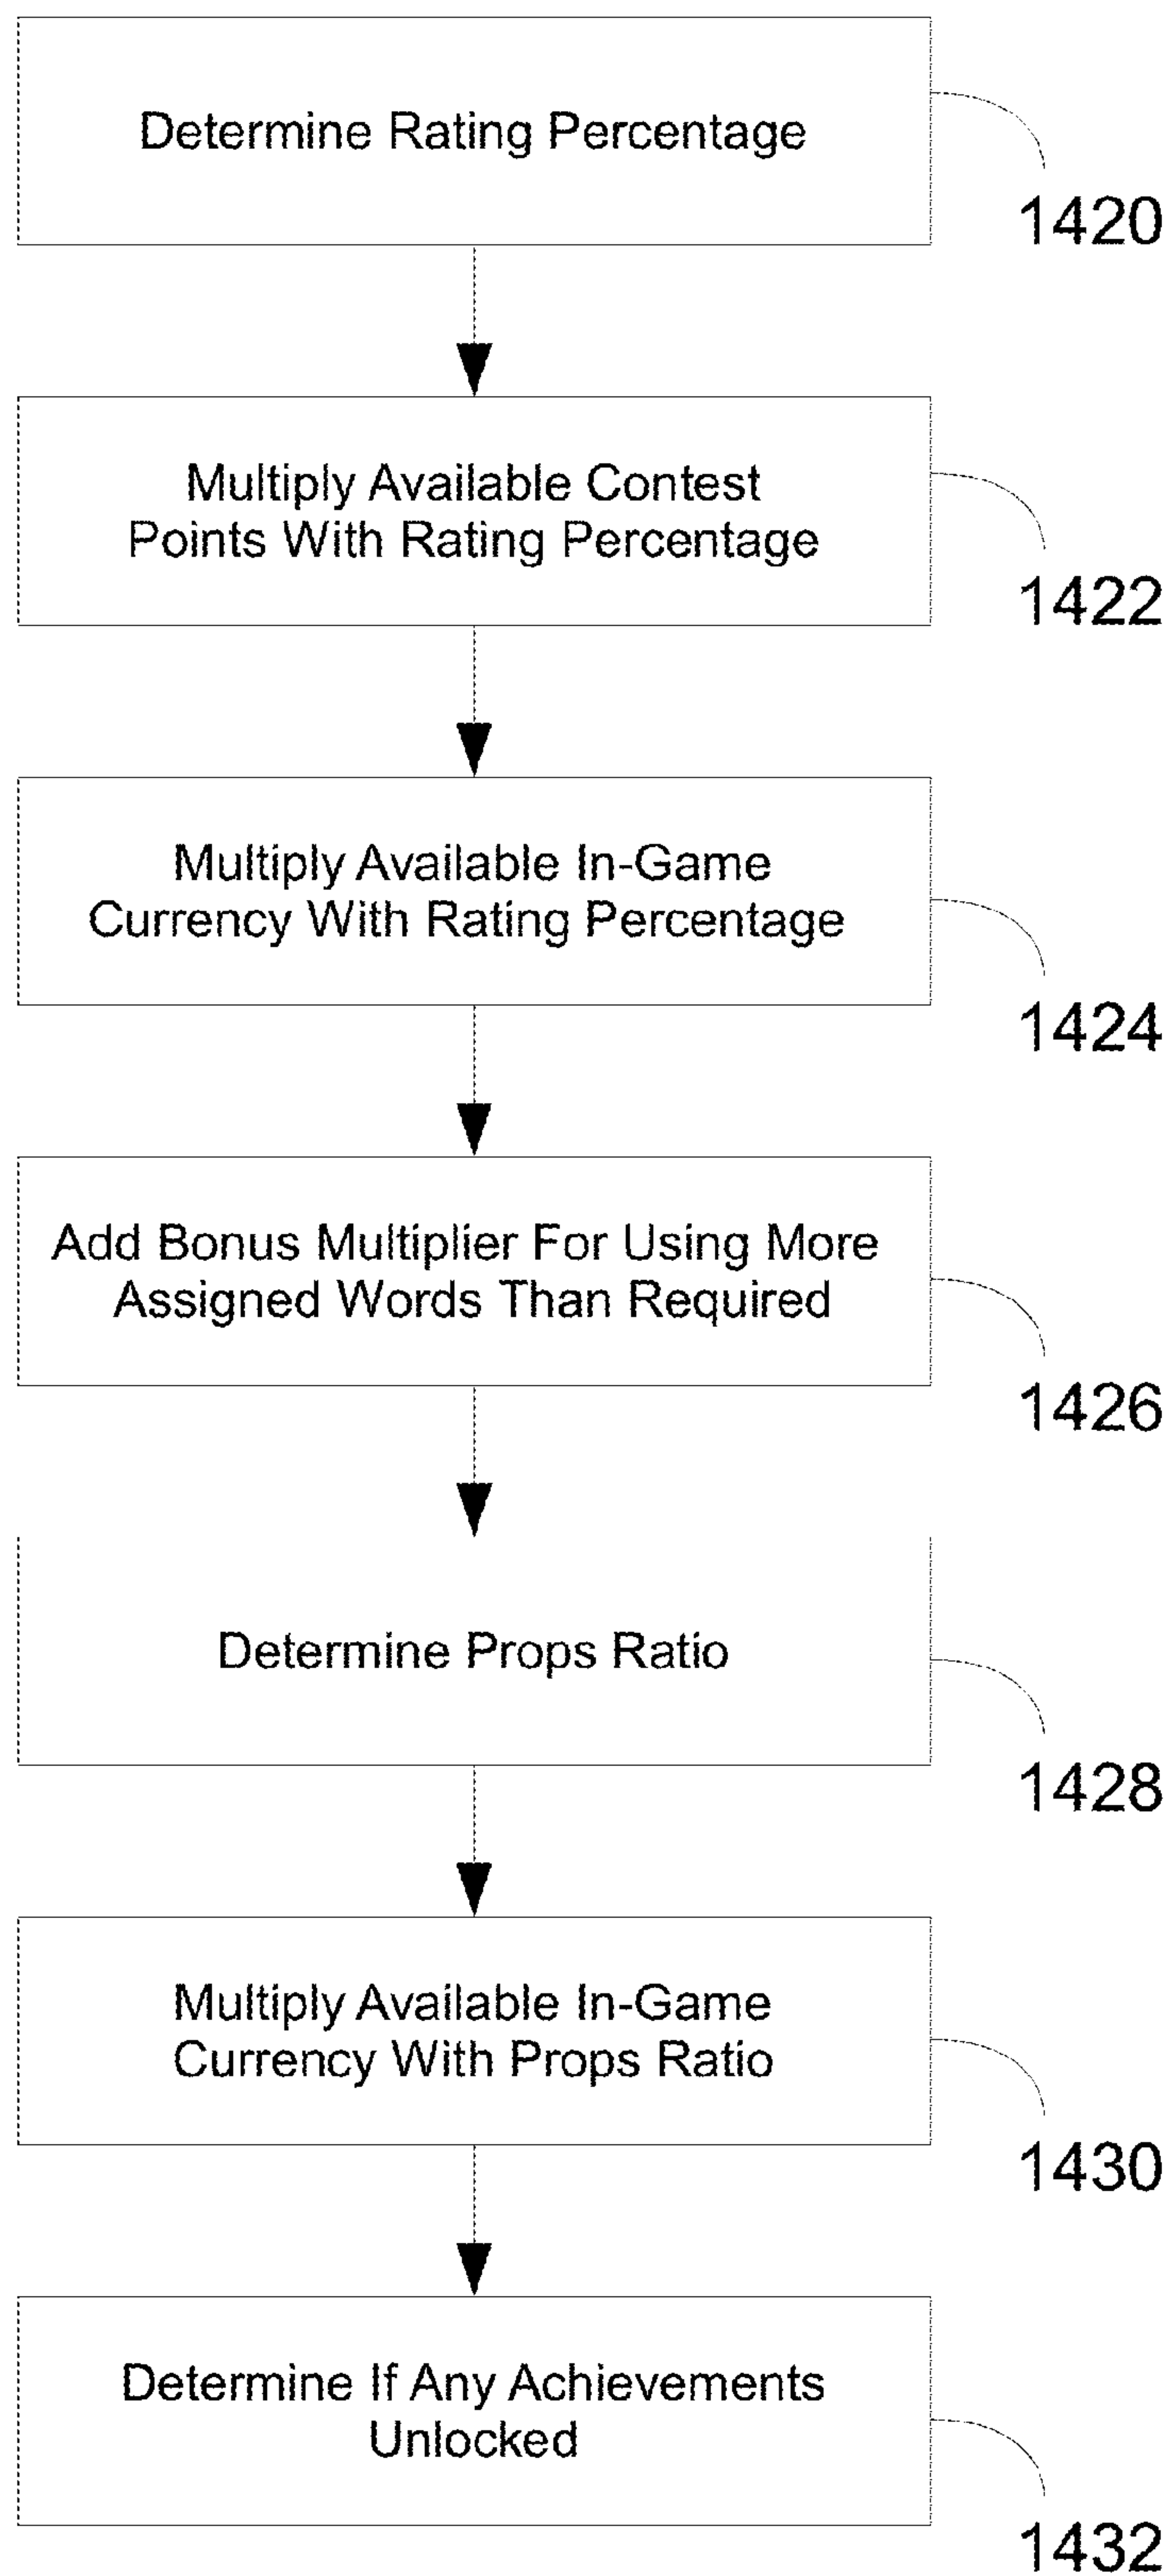 Determine Rating Percentage
1420
Multiply Available Contest
Points With Rating Percentage
1422
Multiply Available In-Game
Currency With Rating Percentage
1424
Add Bonus Multiplier For Using More
Assigned Words Than Required
1426
Determine Props Ratio
1428
Multiply Available In-Game
Currency With Props Ratio
1430
Determine If Any Achievements
Unlocked
1432